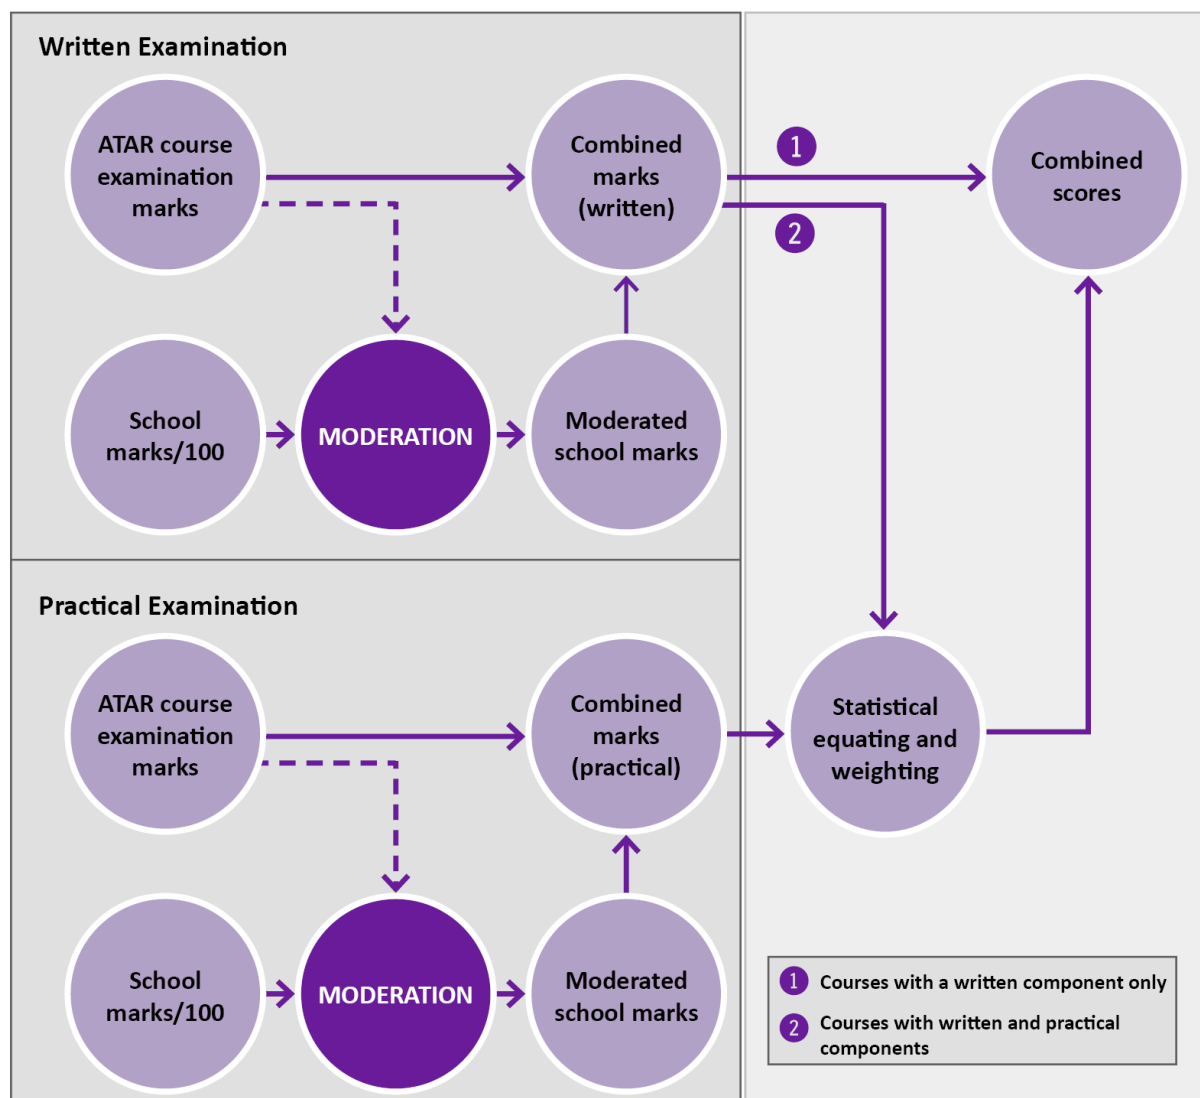 Written Examination
ATAR course
examination
marks
Combined
marks
(written)
1
2
Combined
scores
School
marks/100
MODERATION
Moderated
school marks
Practical Examination
ATAR course
examination
marks
Combined
marks
(practical)
Statistical
equating and
weighting
School
marks/100
MODERATION
Moderated
school marks
1 Courses with a written component only
2 Courses with written and practical
components